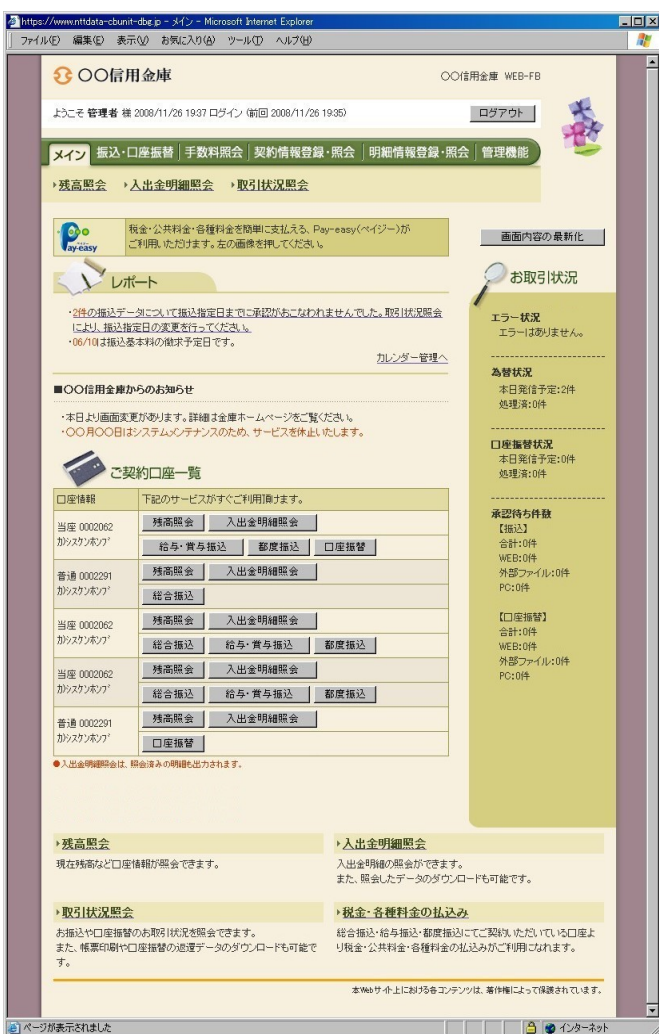 https://www.nttdata-cbunit-dbg.jp - メイン - Microsoft Internet Explorer
ファイル(F) 編集(E) 表示(V) お気に入り(A) ツール(T) ヘルプ(H)
〇〇信用金庫
〇〇信用金庫 WEB-FB
ようこそ 管理者 様 2008/11/26 19:37 ログイン (前回 2008/11/26 19:35)
ログアウト
メイン 振込・口座振替 手数料照会 契約情報登録・照会 明細情報登録・照会 管理機能
残高照会 入出金明細照会 取引状況照会
Pay-easy
税金・公共料金・各種料金を簡単に支払える、Pay-easy(ペイジー)が
ご利用いただけます。左の画像を押してください。
画面内容の最新化
レポート
・2件の振込データについて振込指定日までに承認がおこなわれませんでした。取引状況照会
により、振込指定日の変更を行ってください。
・06/10は振込基本料の徴求予定日です。
カレンダー管理へ
■〇〇信用金庫からのお知らせ
・本日より画面変更があります。詳細は金庫ホームページをご覧ください。
・〇〇月〇〇日はシステムメンテナンスのため、サービスを休止いたします。
ご契約口座一覧
口座情報 下記のサービスがすぐご利用頂けます。
当座 0002062
カ)シスケンホンプ゜
残高照会 入出金明細照会
給与・賞与振込 都度振込 口座振替
普通 0002291
カ)シスケンホンプ゜
残高照会 入出金明細照会
総合振込
当座 0002062
カ)シスケンホンプ゜
残高照会 入出金明細照会
総合振込 給与・賞与振込 都度振込
当座 0002062
カ)シスケンホンプ゜
残高照会 入出金明細照会
総合振込 給与・賞与振込 都度振込
普通 0002291
カ)シスケンホンプ゜
残高照会 入出金明細照会
口座振替
●入出金明細照会は、照会済みの明細も出力されます。
お取引状況
エラー状況
エラーはありません。
為替状況
本日発信予定:2件
処理済:0件
口座振替状況
本日発信予定:0件
処理済:0件
承認待ち件数
【振込】
合計:0件
WEB:0件
外部ファイル:0件
PC:0件
【口座振替】
合計:0件
WEB:0件
外部ファイル:0件
PC:0件
残高照会
現在残高など口座情報が照会できます。
入出金明細照会
入出金明細の照会ができます。
また、照会したデータのダウンロードも可能です。
取引状況照会
お振込や口座振替のお取引状況を照会できます。
また、帳票印刷や口座振替の返還データのダウンロードも可能で
す。
税金・各種料金の払込み
総合振込・給与振込・都度振込にてご契約いただいている口座よ
り税金・公共料金・各種料金の払込みがご利用になれます。
本Webサイト上における各コンテンツは、著作権によって保護されています。
ページが表示されました
インターネット